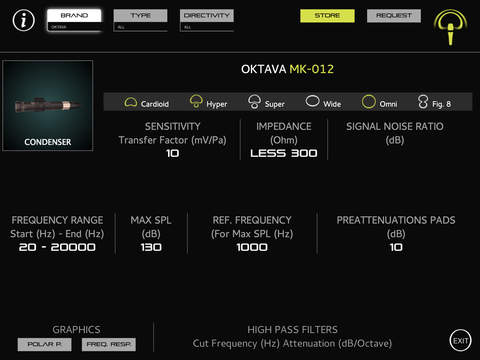 i
BRAND TYPE DIRECTIVITY STORE REQUEST
OKTAVA ALL ALL
OKTAVA MK-012
Cardioid Hyper Super Wide Omni Fig. 8
CONDENSER
SENSITIVITY IMPEDANCE SIGNAL NOISE RATIO
Transfer Factor (mV/Pa) (Ohm) (dB)
10 LESS 300
FREQUENCY RANGE MAX SPL REF. FREQUENCY PREATTENUATIONS PADS
Start (Hz) - End (Hz) (dB) (For Max SPL (Hz) (dB)
20 - 20000 130 1000 10
GRAPHICS HIGH PASS FILTERS
POLAR P. FREQ. RESP. Cut Frequency (Hz) Attenuation (dB/Octave)
EXIT